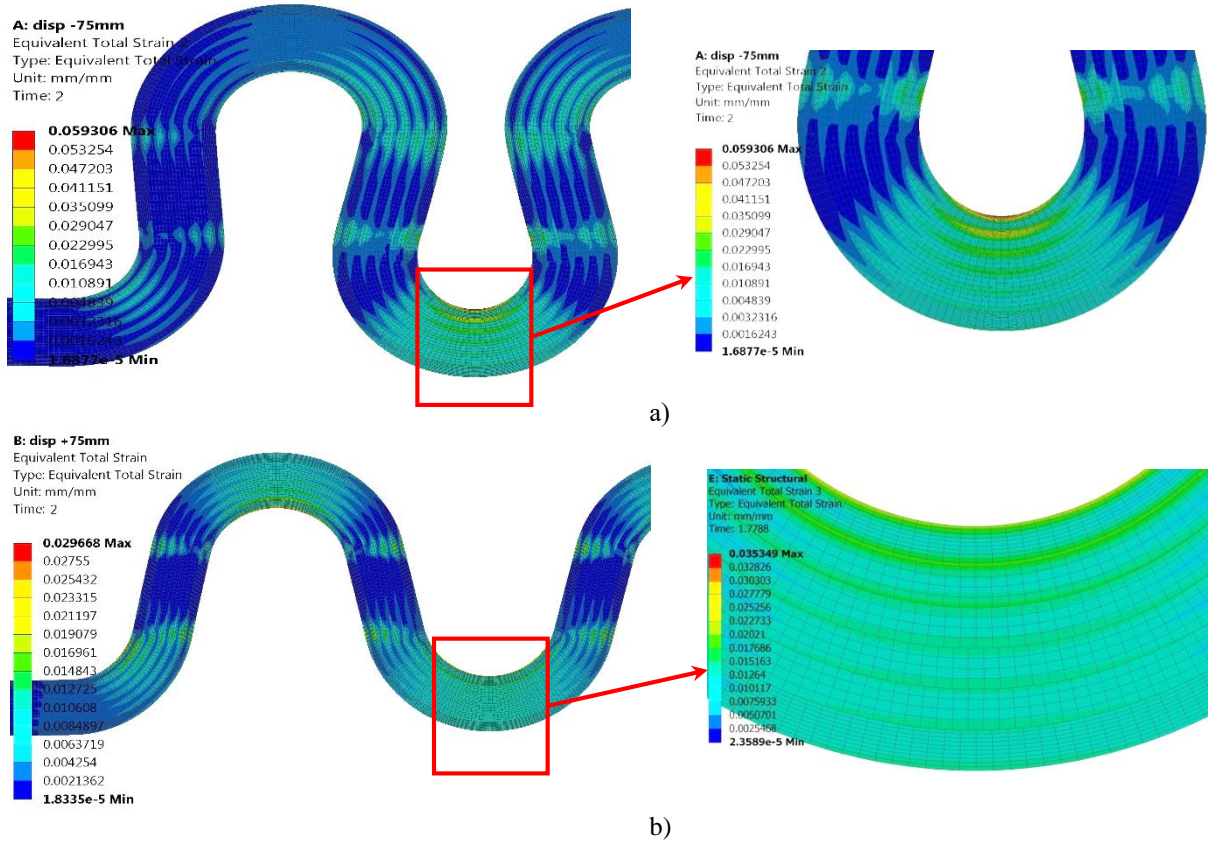 A: disp -75mm
Equivalent Total Strain 2
Type: Equivalent Total Strain
Unit: mm/mm
Time: 2
0.059306 Max
0.053254
0.047203
0.041151
0.035099
0.029047
0.022995
0.016943
0.010891
0.004839
0.0032316
0.0016243
1.6877e-5 Min
A: disp -75mm
Equivalent Total Strain 2
Type: Equivalent Total Strain
Unit: mm/mm
Time: 2
0.059306 Max
0.053254
0.047203
0.041151
0.035099
0.029047
0.022995
0.016943
0.010891
0.004839
0.0032316
0.0016243
1.6877e-5 Min
a)
B: disp +75mm
Equivalent Total Strain
Type: Equivalent Total Strain
Unit: mm/mm
Time: 2
0.029668 Max
0.02755
0.025432
0.023315
0.021197
0.019079
0.016961
0.014843
0.012725
0.010608
0.0084897
0.0063719
0.004254
0.0021362
1.8335e-5 Min
E: Static Structural
Equivalent Total Strain 3
Type: Equivalent Total Strain
Unit: mm/mm
Time: 1.7788
0.035349 Max
0.032826
0.030303
0.027779
0.025256
0.022733
0.02021
0.017686
0.015163
0.01264
0.010117
0.0075933
0.0050701
0.0025468
2.3589e-5 Min
b)